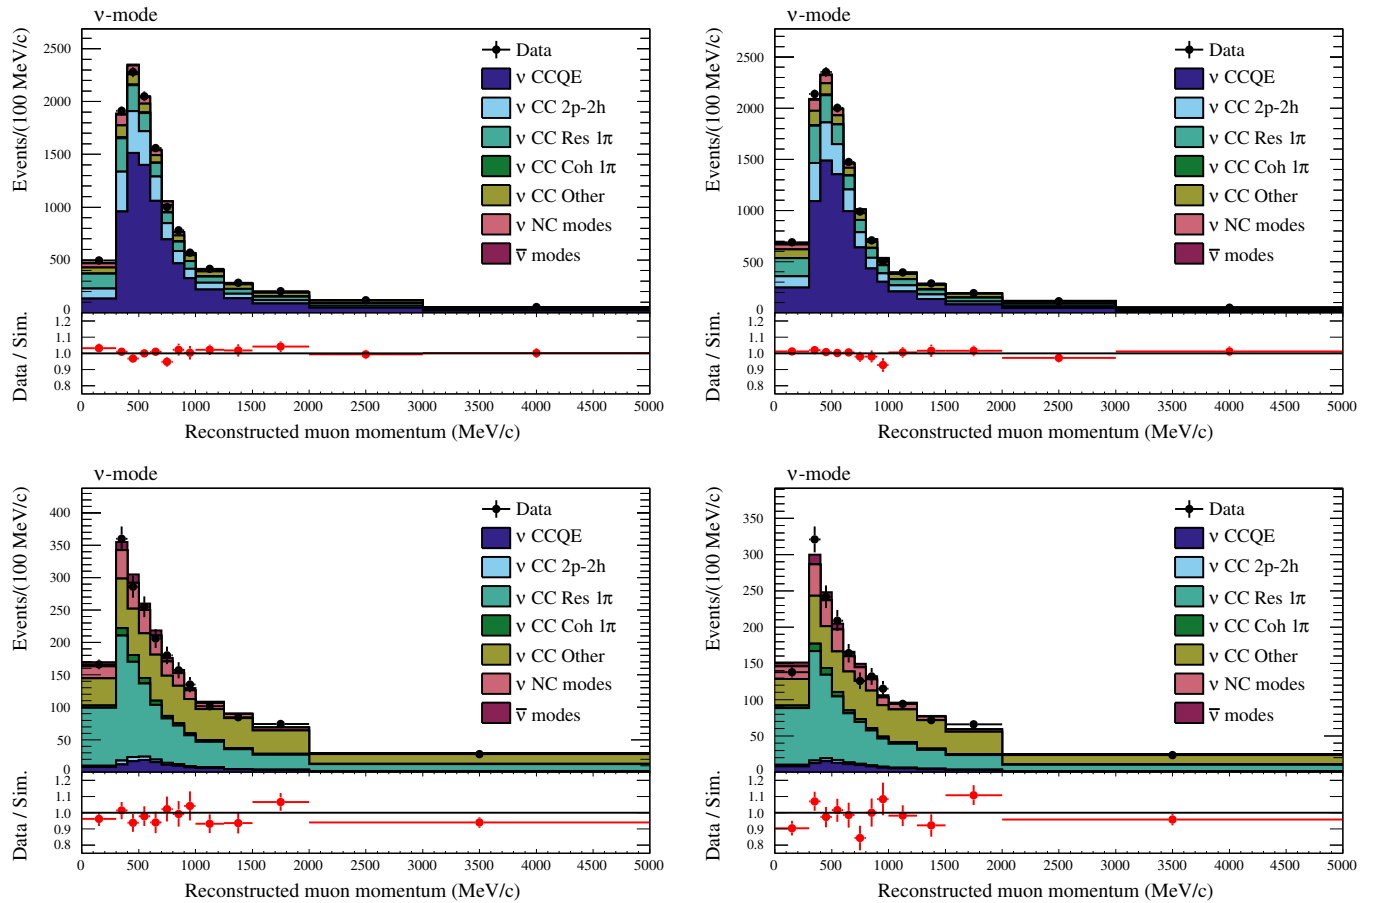 ν-mode
Events/(100 MeV/c)
2500
2000
1500
1000
500
0
Data
ν CCQE
ν CC 2p-2h
ν CC Res 1π
ν CC Coh 1π
ν CC Other
ν NC modes
ν̅ modes
Data / Sim.
1.2
1.1
1.0
0.9
0.8
0 500 1000 1500 2000 2500 3000 3500 4000 4500 5000
Reconstructed muon momentum (MeV/c)
ν-mode
Events/(100 MeV/c)
2500
2000
1500
1000
500
0
Data
ν CCQE
ν CC 2p-2h
ν CC Res 1π
ν CC Coh 1π
ν CC Other
ν NC modes
ν̅ modes
Data / Sim.
1.2
1.1
1.0
0.9
0.8
0 500 1000 1500 2000 2500 3000 3500 4000 4500 5000
Reconstructed muon momentum (MeV/c)
ν-mode
Events/(100 MeV/c)
400
350
300
250
200
150
100
50
0
Data
ν CCQE
ν CC 2p-2h
ν CC Res 1π
ν CC Coh 1π
ν CC Other
ν NC modes
ν̅ modes
Data / Sim.
1.2
1.1
1.0
0.9
0.8
0 500 1000 1500 2000 2500 3000 3500 4000 4500 5000
Reconstructed muon momentum (MeV/c)
ν-mode
Events/(100 MeV/c)
350
300
250
200
150
100
50
0
Data
ν CCQE
ν CC 2p-2h
ν CC Res 1π
ν CC Coh 1π
ν CC Other
ν NC modes
ν̅ modes
Data / Sim.
1.2
1.1
1.0
0.9
0.8
0 500 1000 1500 2000 2500 3000 3500 4000 4500 5000
Reconstructed muon momentum (MeV/c)